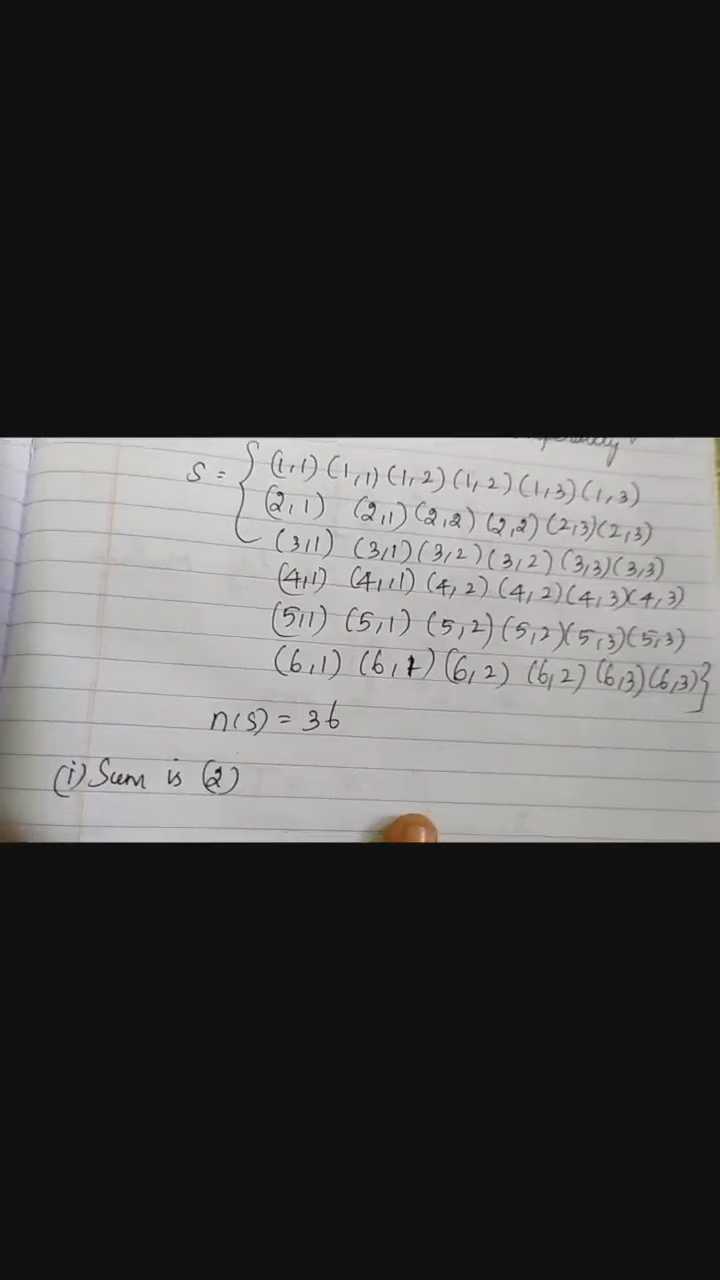 S = { (1,1) (1,1) (1,2) (1,2) (1,3) (1,3)
(2,1) (2,1) (2,2) (2,2) (2,3) (2,3)
(3,1) (3,1) (3,2) (3,2) (3,3) (3,3)
(4,1) (4,1) (4,2) (4,2) (4,3) (4,3)
(5,1) (5,1) (5,2) (5,2) (5,3) (5,3)
(6,1) (6,1) (6,2) (6,2) (6,3) (6,3) }
n(S) = 36
(i) Sum is (2)